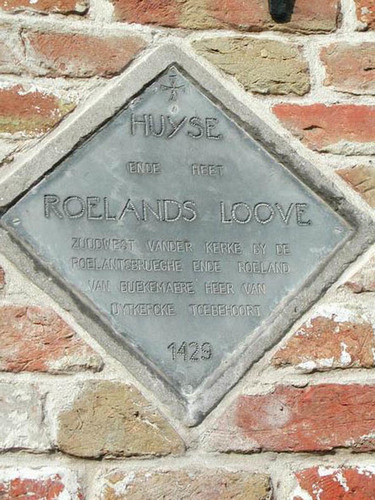 HUYSE
ENDE HEET
ROELANDS LOOVE
ZUUDWEST VANDER KERKE BY DE
ROELANTSBRUEGHE ENDE ROELAND
VAN BUEKEMAERE HEER VAN
UYTKERCKE TOEBEHOORT
1429